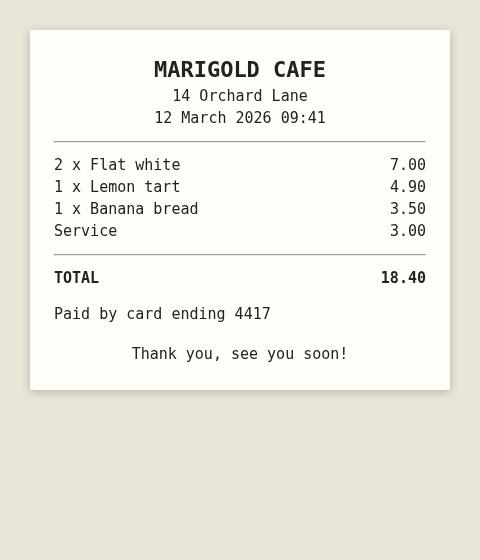 MARIGOLD CAFE
14 Orchard Lane
12 March 2026 09:41
2 x Flat white 7.00
1 x Lemon tart 4.90
1 x Banana bread 3.50
Service 3.00
TOTAL 18.40
Paid by card ending 4417
Thank you, see you soon!